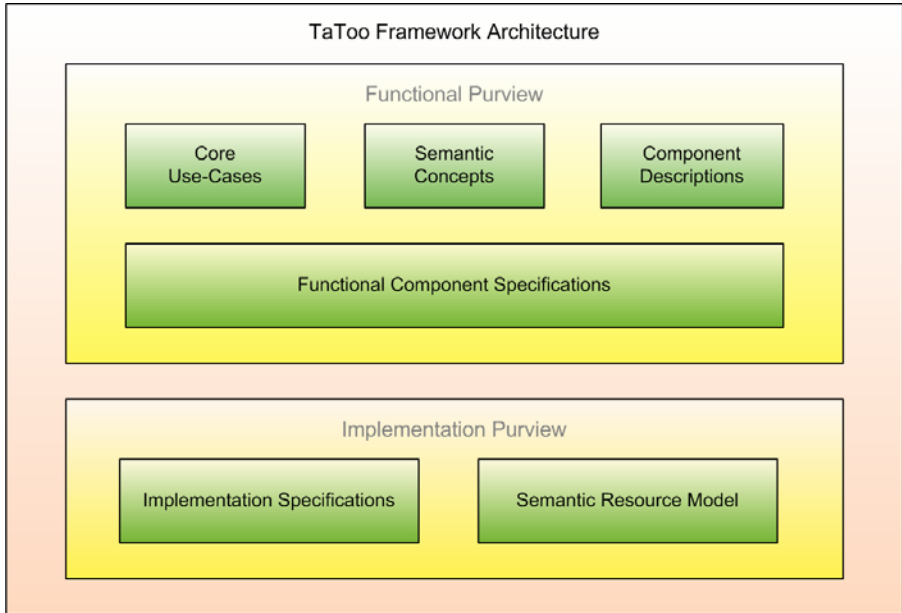 TaToo Framework Architecture
Functional Purview
Core
Use-Cases
Semantic
Concepts
Component
Descriptions
Functional Component Specifications
Implementation Purview
Implementation Specifications
Semantic Resource Model